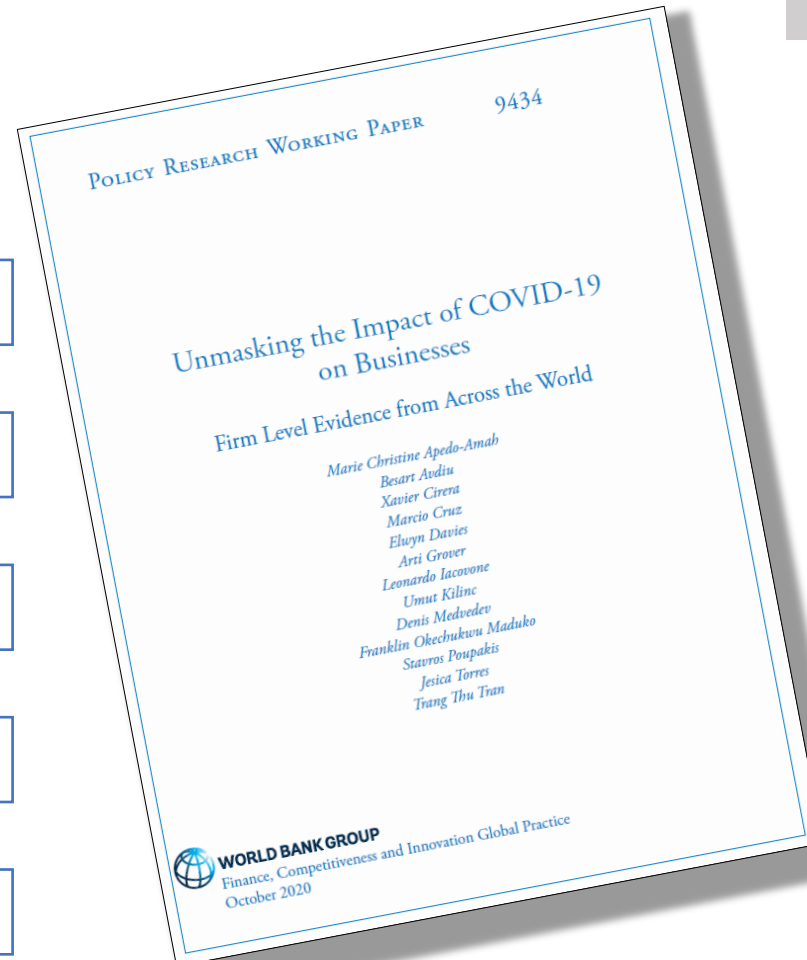 Policy Research Working Paper 9434
Unmasking the Impact of COVID-19
on Businesses
Firm Level Evidence from Across the World
Marie Christine Apedo-Amah
Besart Avdiu
Xavier Cirera
Marcio Cruz
Elwyn Davies
Arti Grover
Leonardo Iacovone
Umut Kilinc
Denis Medvedev
Franklin Okechukwu Maduko
Stavros Poupakis
Jesica Torres
Trang Thu Tran
WORLD BANK GROUP
Finance, Competitiveness and Innovation Global Practice
October 2020